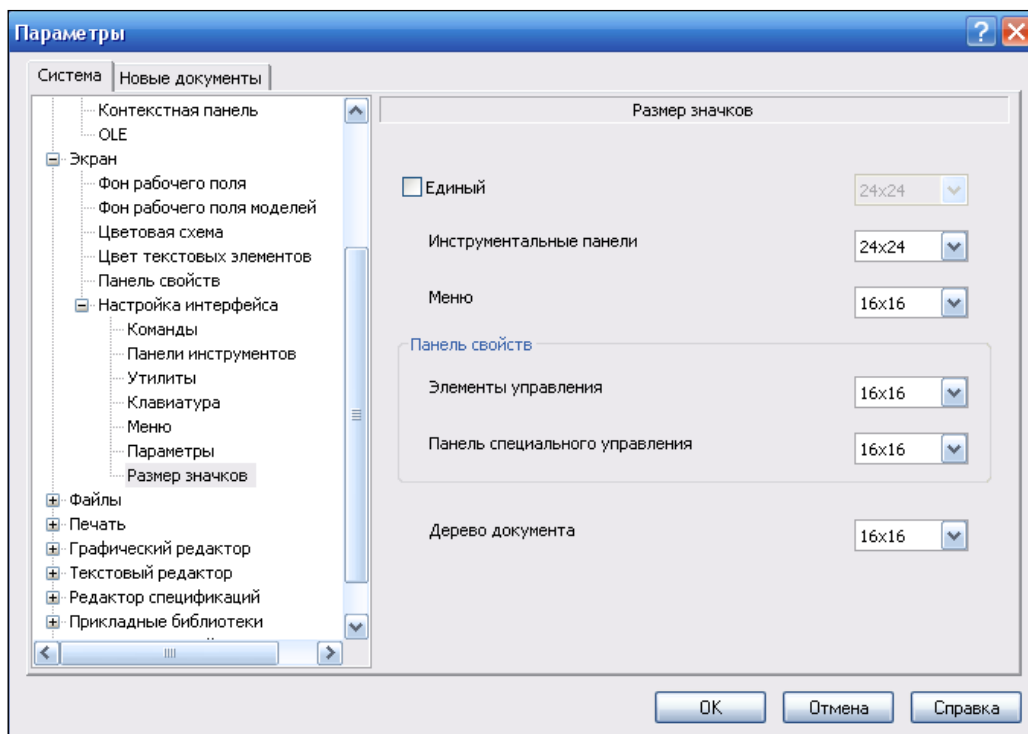 Параметры
Система
Новые документы
Контекстная панель
OLE
Экран
Фон рабочего поля
Фон рабочего поля моделей
Цветовая схема
Цвет текстовых элементов
Панель свойств
Настройка интерфейса
Команды
Панели инструментов
Утилиты
Клавиатура
Меню
Параметры
Размер значков
Файлы
Печать
Графический редактор
Текстовый редактор
Редактор спецификаций
Прикладные библиотеки
Размер значков
Единый 24x24
Инструментальные панели 24x24
Меню 16x16
Панель свойств
Элементы управления 16x16
Панель специального управления 16x16
Дерево документа 16x16
OK Отмена Справка